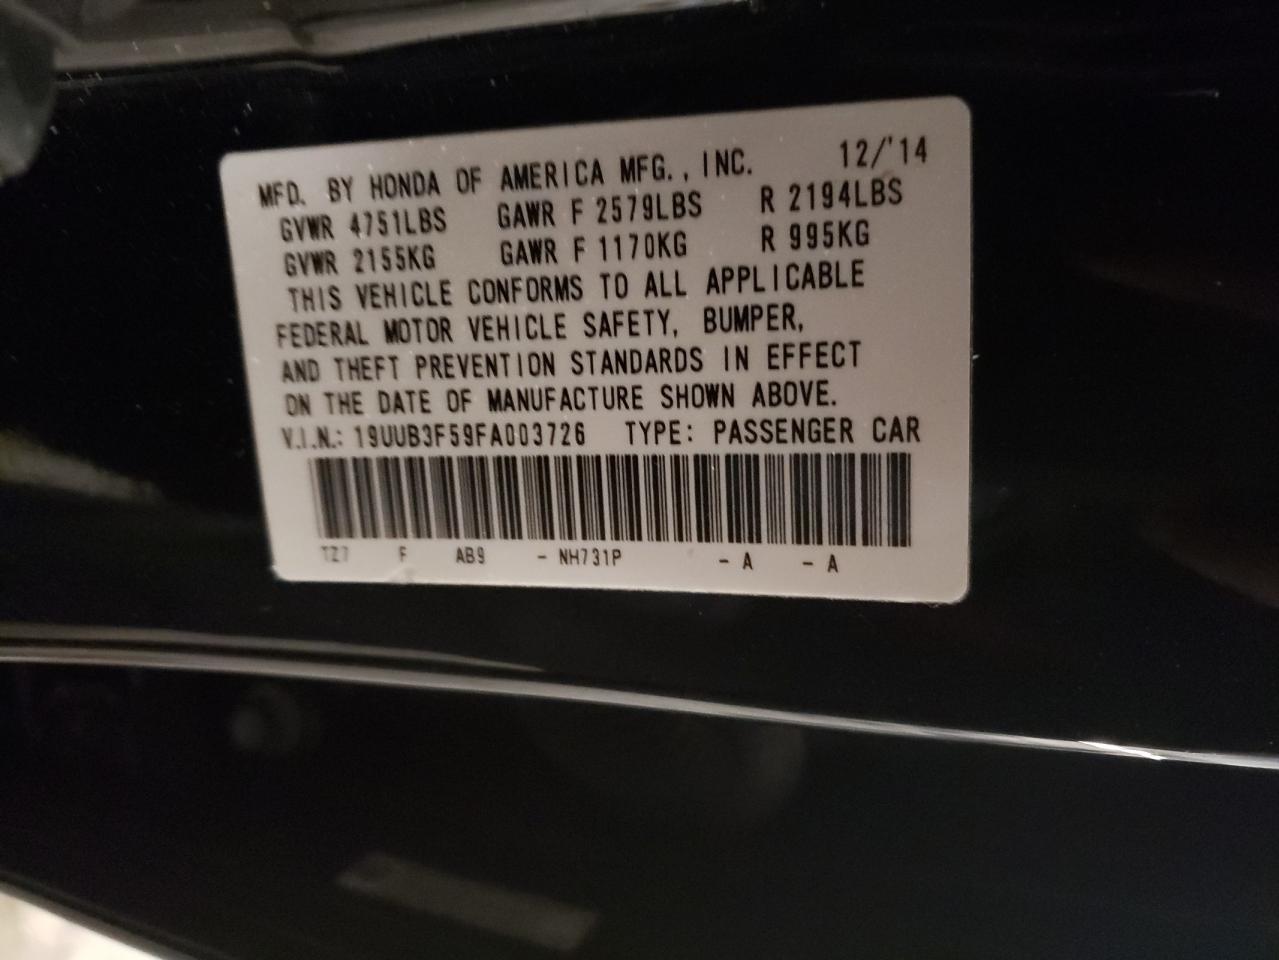 MFD. BY HONDA OF AMERICA MFG., INC. 12/'14
GVWR 4751LBS GAWR F 2579LBS R 2194LBS
GVWR 2155KG GAWR F 1170KG R 995KG
THIS VEHICLE CONFORMS TO ALL APPLICABLE
FEDERAL MOTOR VEHICLE SAFETY, BUMPER,
AND THEFT PREVENTION STANDARDS IN EFFECT
ON THE DATE OF MANUFACTURE SHOWN ABOVE.
V.I.N.: 19UUB3F59FA003726 TYPE: PASSENGER CAR
TZ7 F AB9 - NH731P - A - A